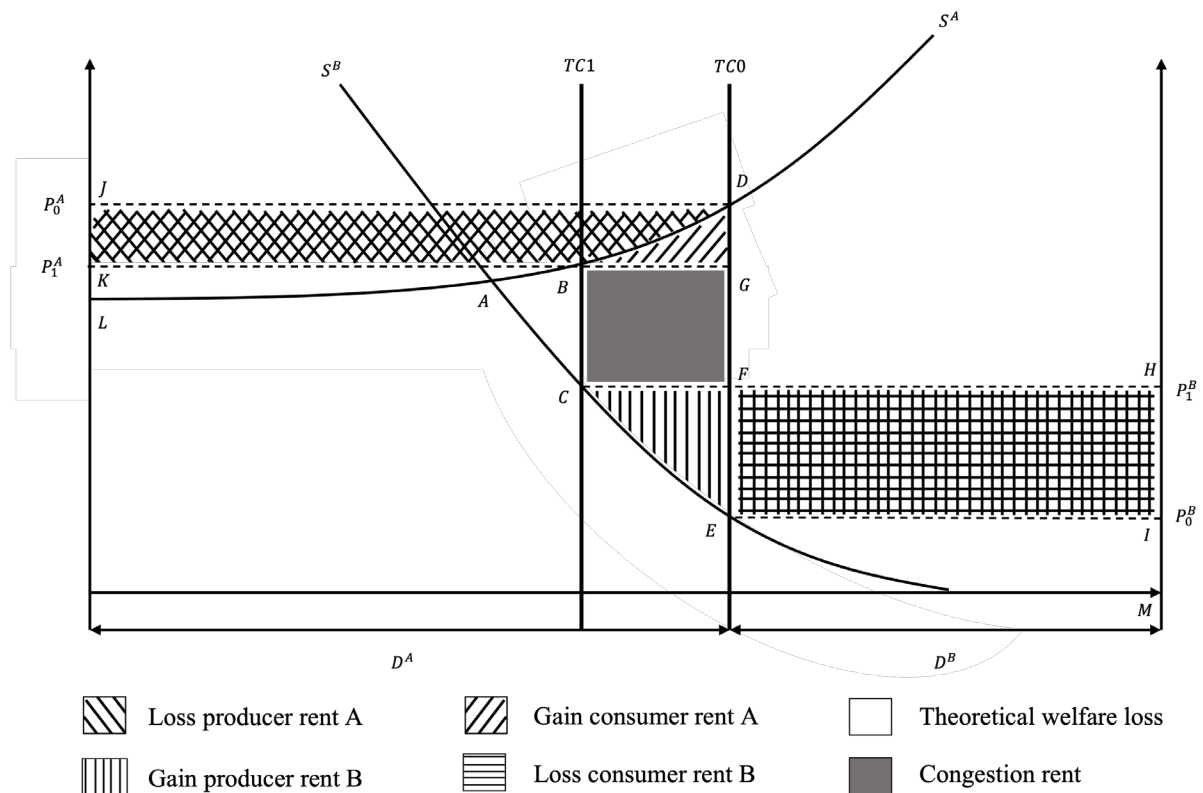 S^A
S^B
TC1
TC0
J
D
P_0^A
P_1^A
K
B
G
A
L
F
H
C
P_1^B
E
P_0^B
I
M
D^A
D^B
Loss producer rent A
Gain consumer rent A
Theoretical welfare loss
Gain producer rent B
Loss consumer rent B
Congestion rent